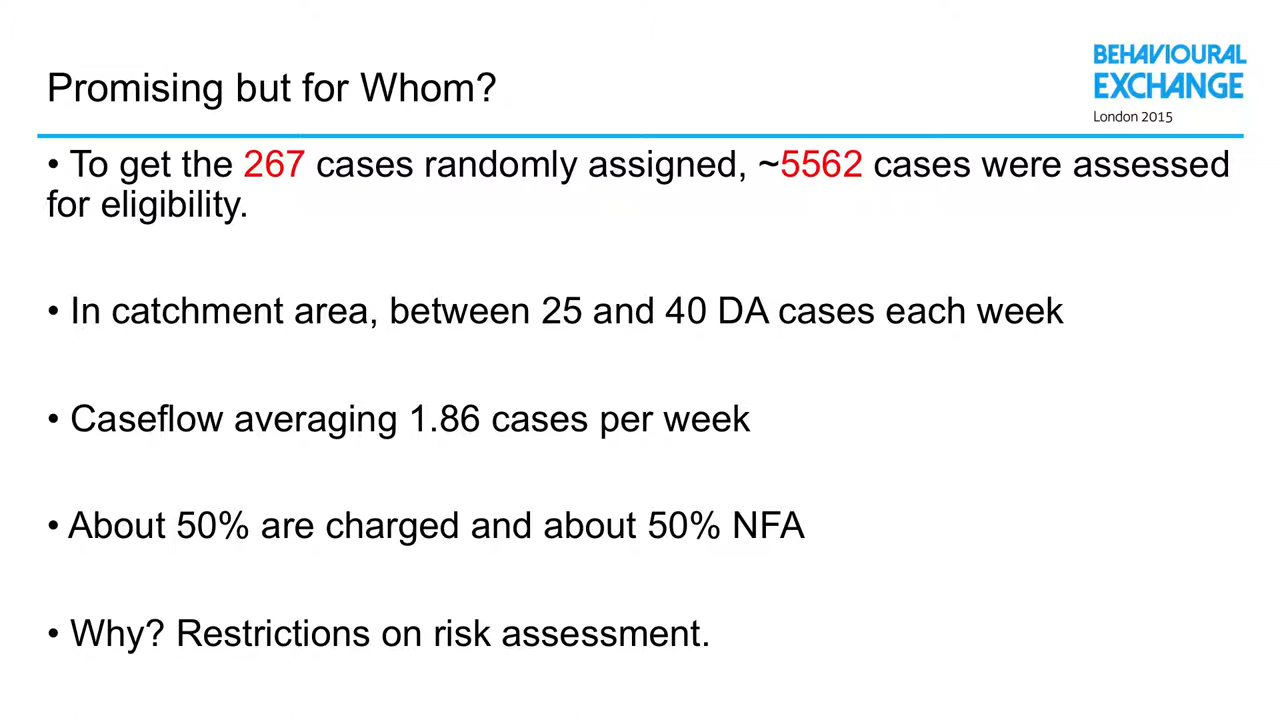 BEHAVIOURAL
EXCHANGE
London 2015
Promising but for Whom?
• To get the 267 cases randomly assigned, ~5562 cases were assessed
for eligibility.
• In catchment area, between 25 and 40 DA cases each week
• Caseflow averaging 1.86 cases per week
• About 50% are charged and about 50% NFA
• Why? Restrictions on risk assessment.